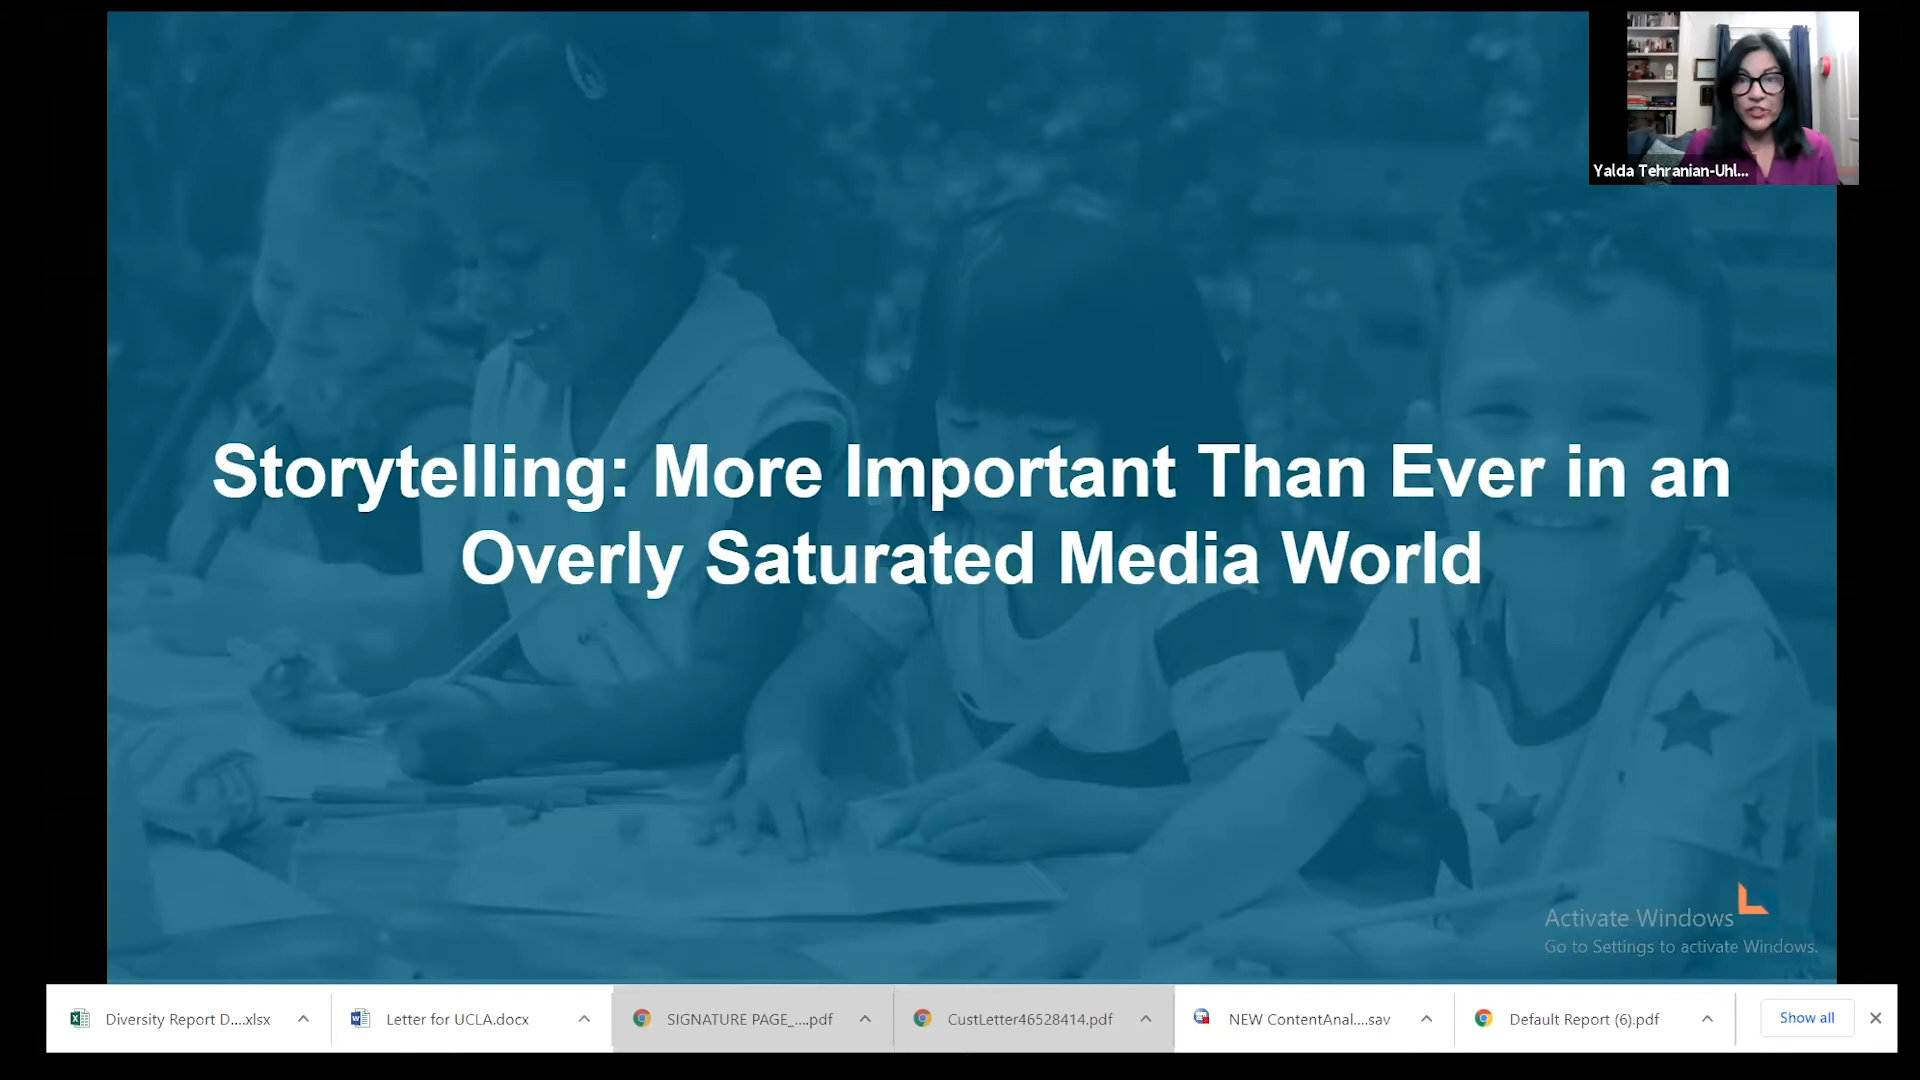 Yalda Tehranian-Uhl...
Storytelling: More Important Than Ever in an
Overly Saturated Media World
Activate Windows
Go to Settings to activate Windows.
Diversity Report D....xlsx
Letter for UCLA.docx
SIGNATURE PAGE_....pdf
CustLetter46528414.pdf
NEW ContentAnal....sav
Default Report (6).pdf
Show all